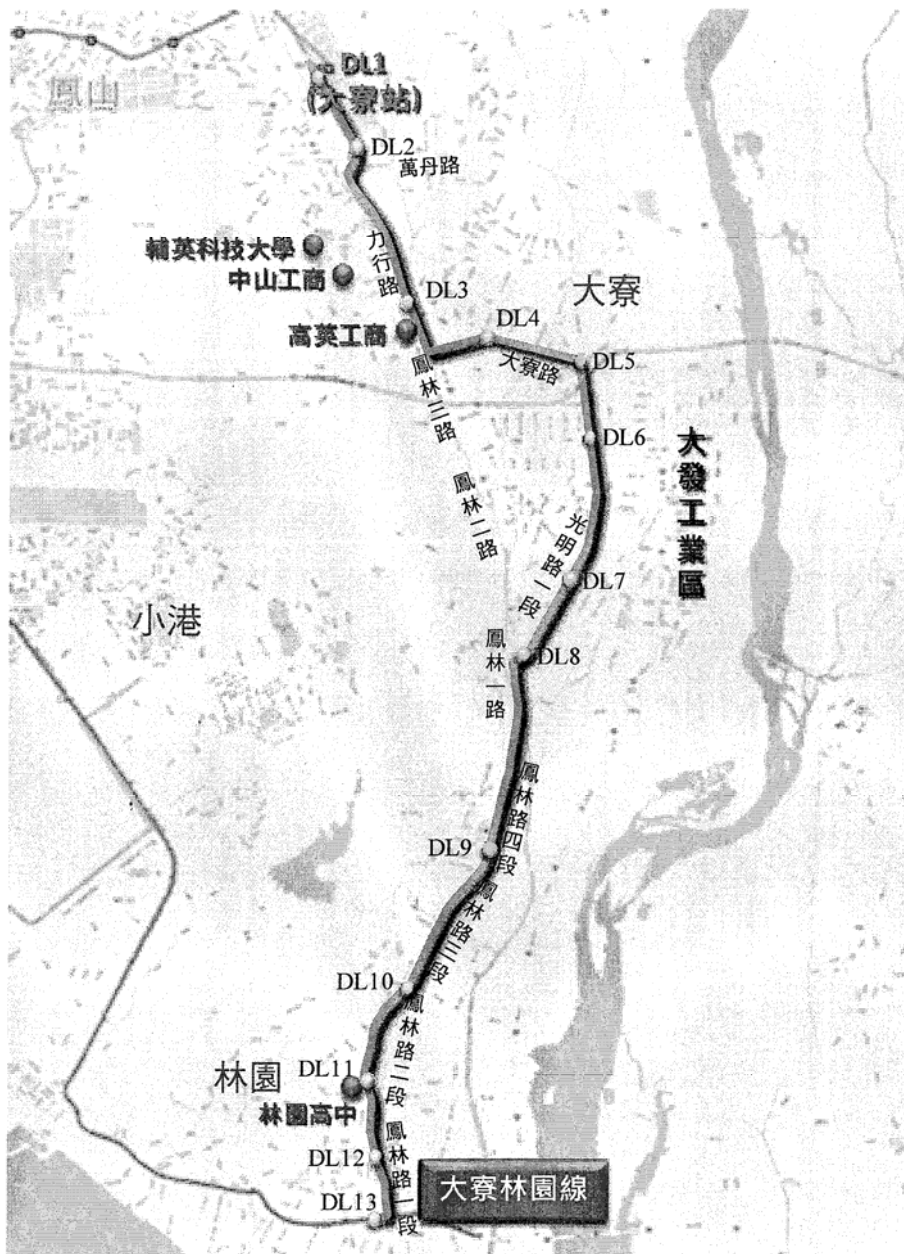 DL1
(大寮站)
鳳山
DL2
萬丹路
輔英科技大學
中山工商
力行路
DL3
大寮
高英工商
DL4
大寮路
DL5
鳳林三路
DL6
大發工業區
鳳林二路
光明路一段
DL7
小港
鳳林一路
DL8
鳳林路四段
DL9
鳳林路三段
DL10
鳳林路二段
林園
DL11
林園高中
鳳林路一段
DL12
大寮林園線
DL13